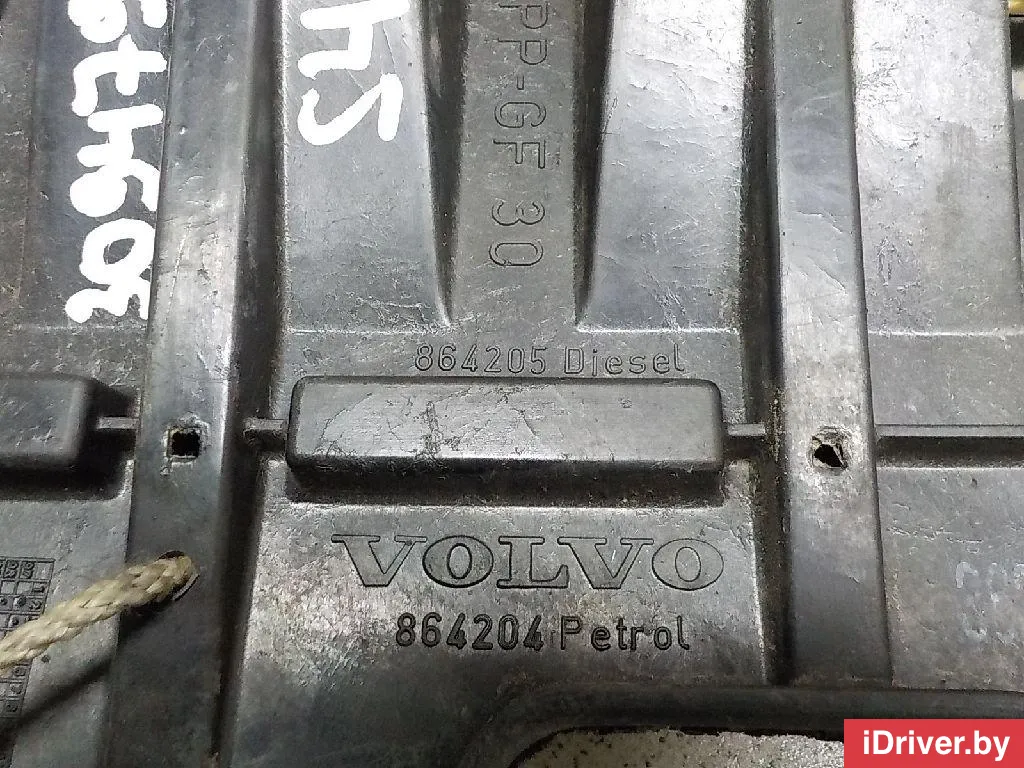 PP-GF 30
864205 Diesel
VOLVO
864204 Petrol
iDriver.by